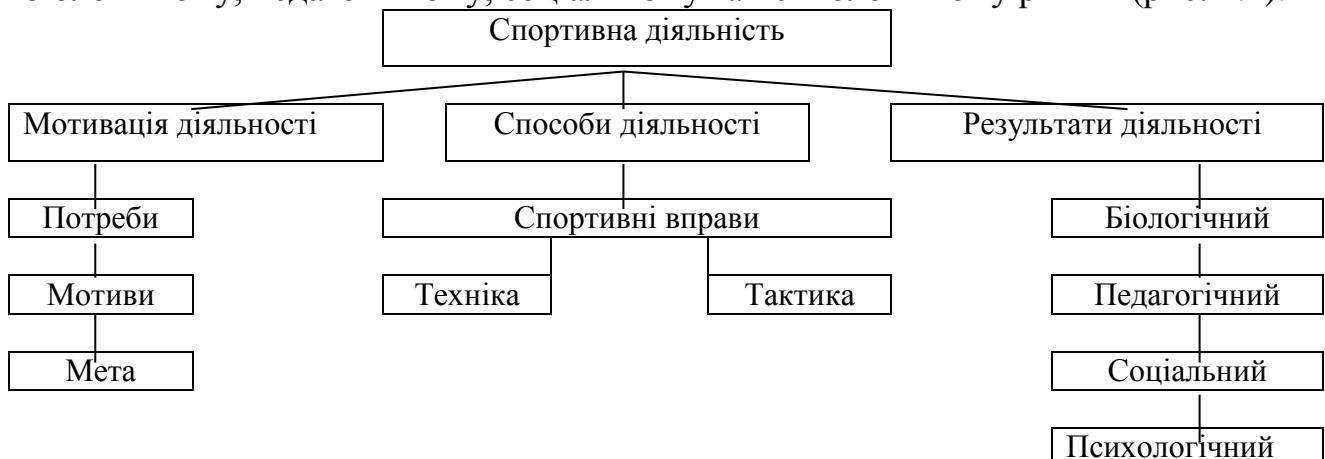 Спортивна діяльність
Мотивація діяльності Способи діяльності Результати діяльності
Потреби Спортивні вправи Біологічний
Мотиви Техніка Тактика Педагогічний
Мета Соціальний
Психологічний